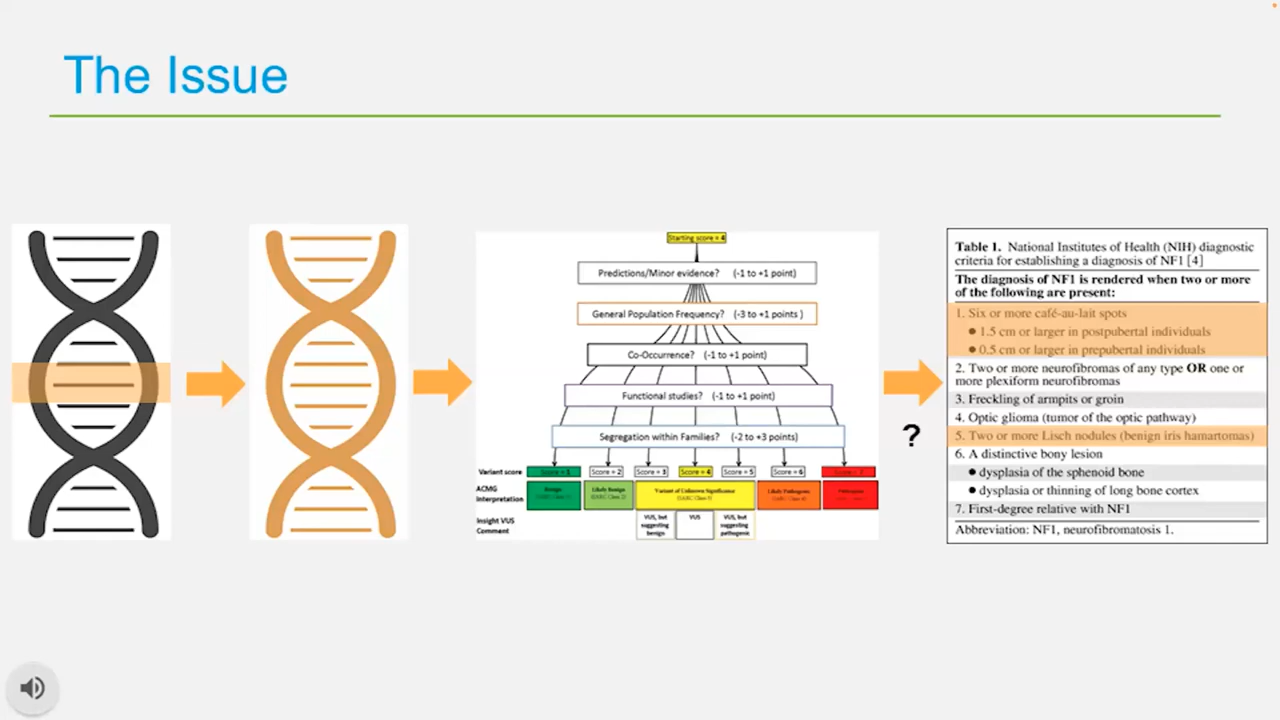 The Issue
Starting score = 4
Predictions/Minor evidence? (-1 to +1 point)
General Population Frequency? (-3 to +1 points )
Co-Occurrence? (-1 to +1 point)
Functional studies? (-1 to +1 point)
Segregation within Families? (-2 to +3 points)
Variant score
Score = 2
Score = 3
Score = 4
Score = 5
Score = 6
ACMG
Interpretation
Benign
Likely Benign
(IARC Class 2)
Variant of Unknown Significance
Likely Pathogenic
Pathogenic
Insight VUS
Comment
VUS, but
suggesting
benign
VUS
VUS, but
suggesting
pathogenic
?
Table 1. National Institutes of Health (NIH) diagnostic
criteria for establishing a diagnosis of NF1 [4]
The diagnosis of NF1 is rendered when two or more
of the following are present:
1. Six or more café-au-lait spots
● 1.5 cm or larger in postpubertal individuals
● 0.5 cm or larger in prepubertal individuals
2. Two or more neurofibromas of any type OR one or
more plexiform neurofibromas
3. Freckling of armpits or groin
4. Optic glioma (tumor of the optic pathway)
5. Two or more Lisch nodules (benign iris hamartomas)
6. A distinctive bony lesion
● dysplasia of the sphenoid bone
● dysplasia or thinning of long bone cortex
7. First-degree relative with NF1
Abbreviation: NF1, neurofibromatosis 1.